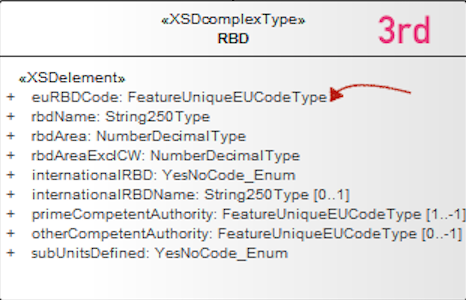 «XSDcomplexType»
RBD
3rd
«XSDelement»
+ euRBDCode: FeatureUniqueEUCodeType
+ rbdName: String250Type
+ rbdArea: NumberDecimalType
+ rbdAreaExclCW: NumberDecimalType
+ internationalRBD: YesNoCode_Enum
+ internationalRBDName: String250Type [0..1]
+ primeCompetentAuthority: FeatureUniqueEUCodeType [1..-1]
+ otherCompetentAuthority: FeatureUniqueEUCodeType [0..-1]
+ subUnitsDefined: YesNoCode_Enum